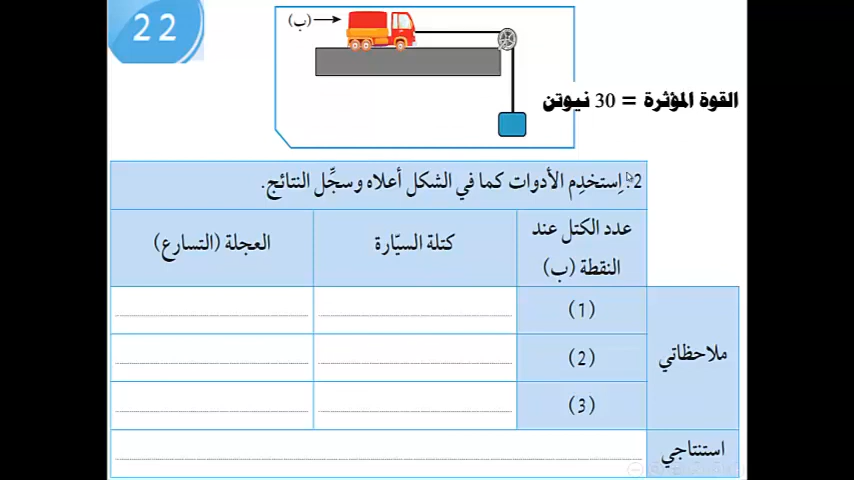 22
(ب)
القوة المؤثرة = 30 نيوتن
2. اِستخدِم الأدوات كما في الشكل أعلاه وسجِّل النتائج.
عدد الكتل عند النقطة (ب)
كتلة السيّارة
العجلة (التسارع)
ملاحظاتي
(1)
(2)
(3)
استنتاجي